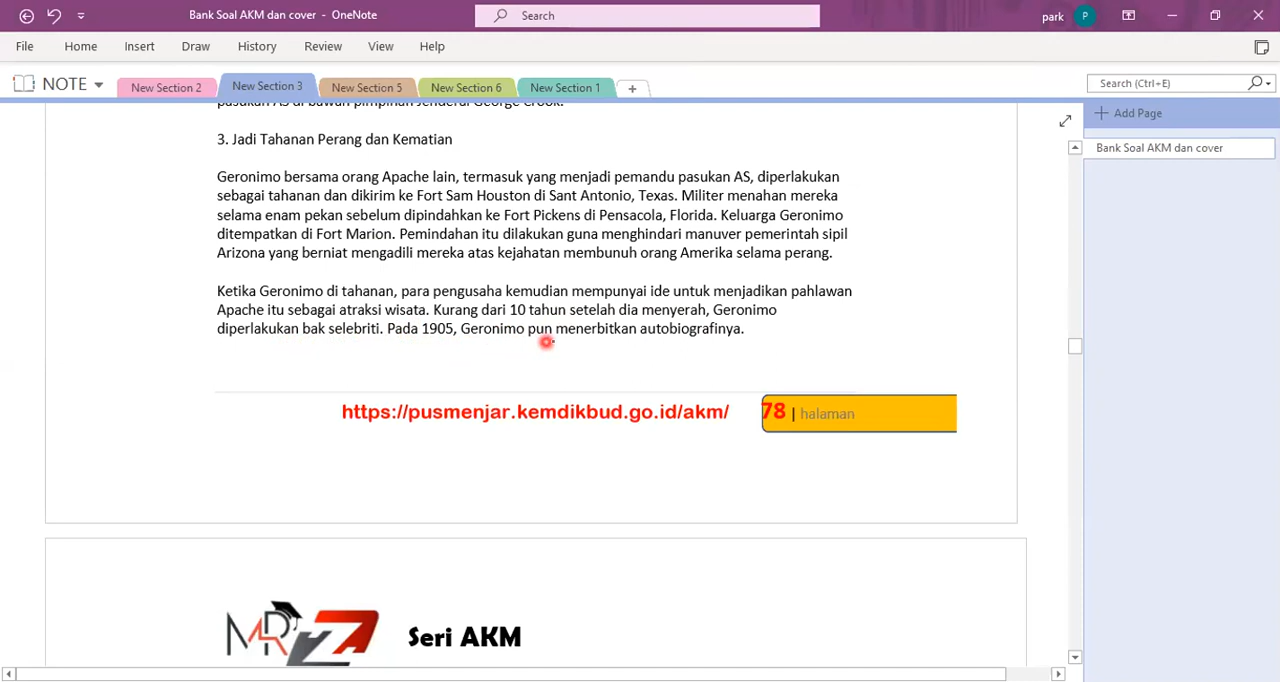 Bank Soal AKM dan cover - OneNote
Search
park
P
File Home Insert Draw History Review View Help
NOTE
New Section 2
New Section 3
New Section 5
New Section 6
New Section 1
Search (Ctrl+E)
Add Page
Bank Soal AKM dan cover
pasukan AS di bawah pimpinan Jenderal George Crook.
3. Jadi Tahanan Perang dan Kematian
Geronimo bersama orang Apache lain, termasuk yang menjadi pemandu pasukan AS, diperlakukan
sebagai tahanan dan dikirim ke Fort Sam Houston di Sant Antonio, Texas. Militer menahan mereka
selama enam pekan sebelum dipindahkan ke Fort Pickens di Pensacola, Florida. Keluarga Geronimo
ditempatkan di Fort Marion. Pemindahan itu dilakukan guna menghindari manuver pemerintah sipil
Arizona yang berniat mengadili mereka atas kejahatan membunuh orang Amerika selama perang.
Ketika Geronimo di tahanan, para pengusaha kemudian mempunyai ide untuk menjadikan pahlawan
Apache itu sebagai atraksi wisata. Kurang dari 10 tahun setelah dia menyerah, Geronimo
diperlakukan bak selebriti. Pada 1905, Geronimo pun menerbitkan autobiografinya.
https://pusmenjar.kemdikbud.go.id/akm/
78 | halaman
Seri AKM